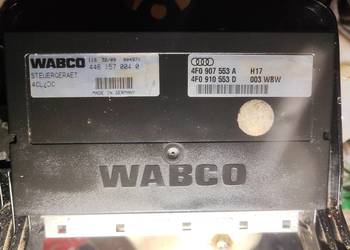 WABCO
446 157 004 0
STEUERGERAET
MADE IN GERMANY
4F0 907 553 A H17
4F0 910 553 D 003 WBW
WABCO